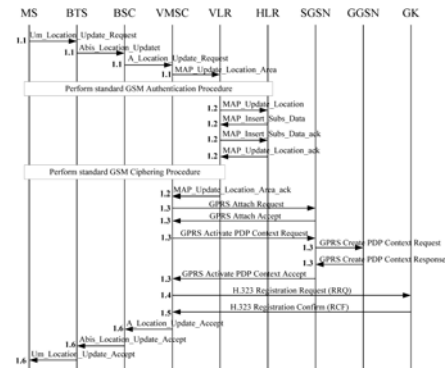 MS BTS BSC VMSC VLR HLR SGSN GGSN GK
1.1 Um_Location_Update_Request
1.1 Abis_Location_Updatet
1.1 A_Location_Update_Request
1.1 MAP_Update_Location_Area
Perform standard GSM Authentication Procedure
1.2 MAP_Update_Location
1.2 MAP_Insert_Subs_Data
1.2 MAP_Insert_Subs_Data_ack
1.2 MAP_Update_Location_ack
Perform standard GSM Ciphering Procedure
1.2 MAP_Update_Location_Area_ack
1.3 GPRS Attach Request
1.3 GPRS Attach Accept
1.3 GPRS Activate PDP Context Request
1.3 GPRS Create PDP Context Request
1.3 GPRS Create PDP Context Response
1.3 GPRS Activate PDP Context Accept
1.4 H.323 Registration Request (RRQ)
1.5 H.323 Registration Confirm (RCF)
1.6 A_Location_Update_Accept
1.6 Abis_Location_Update_Accept
1.6 Um_Location_Update_Accept